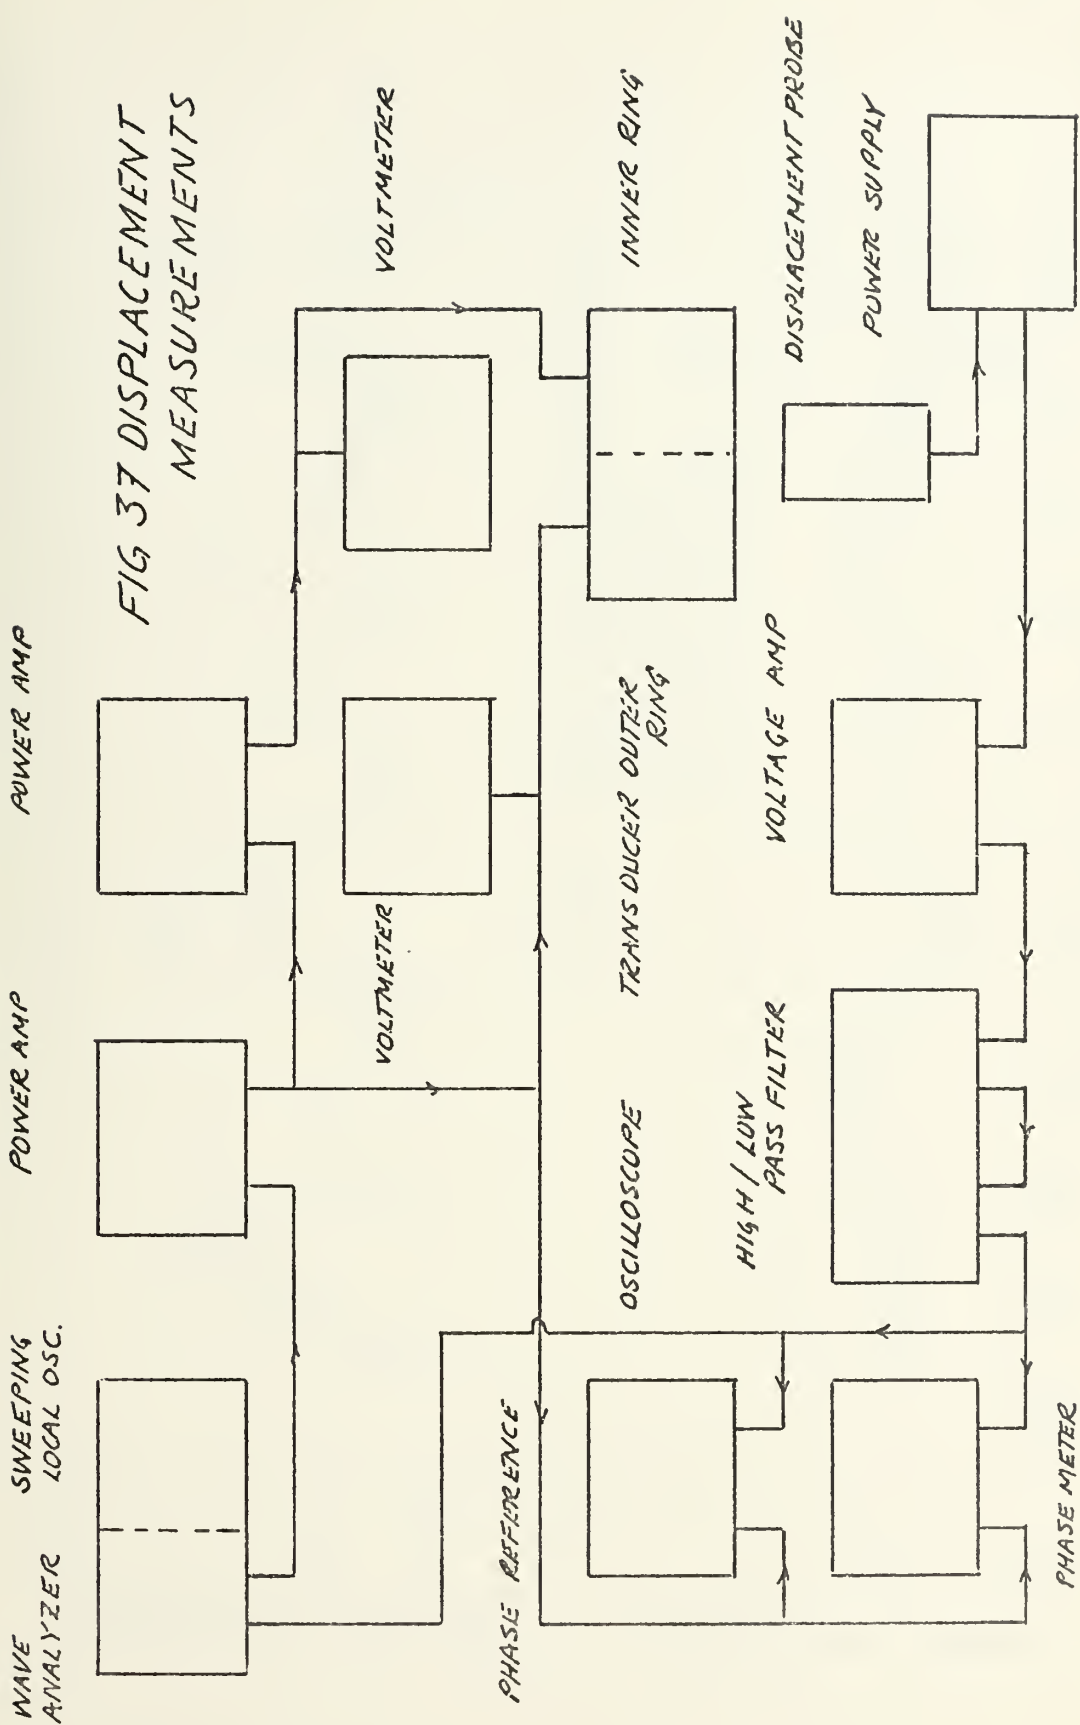 FIG 37 DISPLACEMENT
MEASUREMENTS
WAVE
ANALYZER
SWEEPING
LOCAL OSC.
POWER AMP
POWER AMP
VOLTMETER
VOLTMETER
PHASE REFERENCE
OSCILLOSCOPE
TRANSDUCER OUTER
RING
INNER RING
HIGH / LOW
PASS FILTER
VOLTAGE AMP
DISPLACEMENT PROBE
POWER SUPPLY
PHASE METER